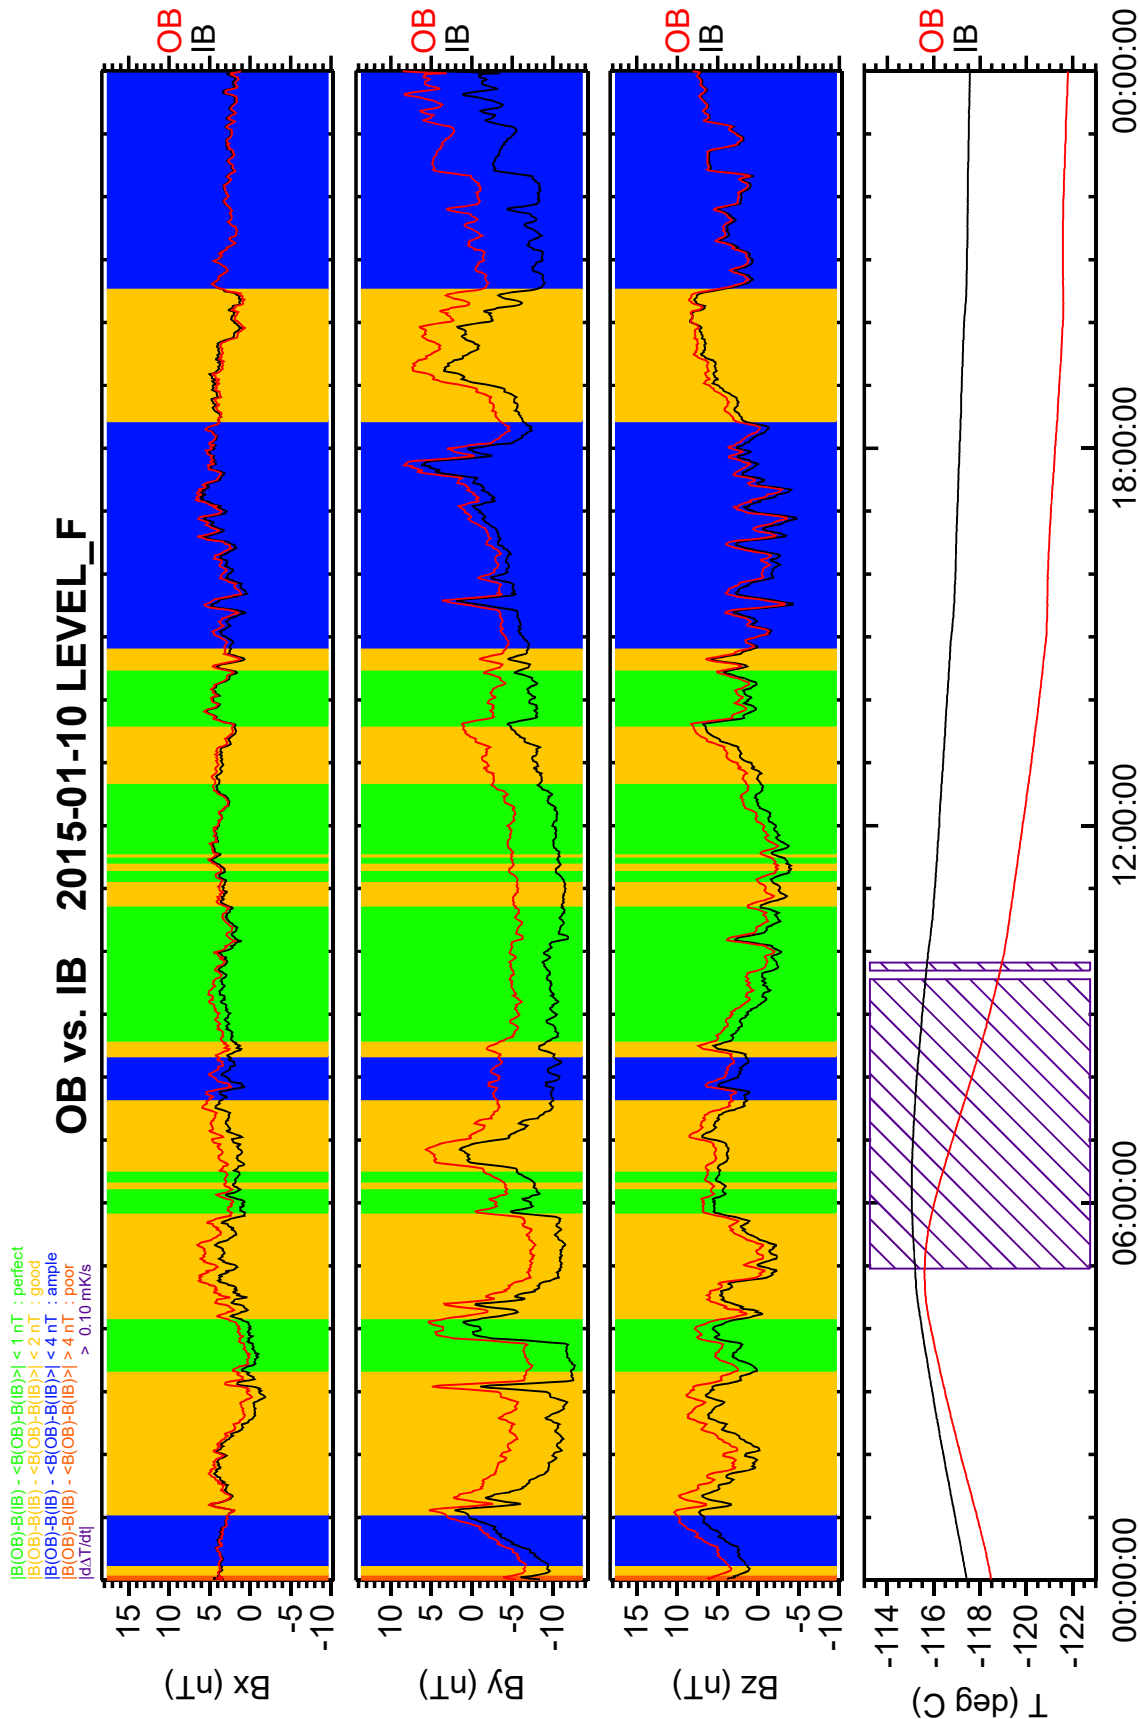 |B(OB)-B(IB) - <B(OB)-B(IB)>| < 1 nT : perfect
|B(OB)-B(IB) - <B(OB)-B(IB)>| < 2 nT : good
|B(OB)-B(IB) - <B(OB)-B(IB)>| < 4 nT : ample
|B(OB)-B(IB) - <B(OB)-B(IB)>| > 4 nT : poor
|dΔT/dt| > 0.10 mK/s
OB vs. IB 2015-01-10 LEVEL_F
Bx (nT)
15
10
5
0
-5
-10
OB
IB
By (nT)
10
5
0
-5
-10
OB
IB
Bz (nT)
15
10
5
0
-5
-10
OB
IB
T (deg C)
-114
-116
-118
-120
-122
OB
IB
00:00:00
06:00:00
12:00:00
18:00:00
00:00:00